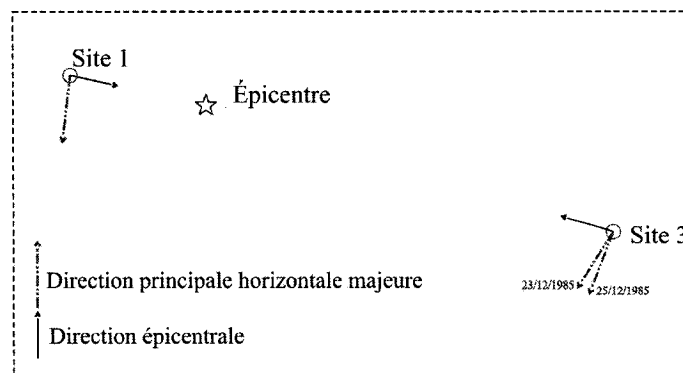 Site 1
Épicentre
Site 3
Direction principale horizontale majeure
23/12/1985
25/12/1985
Direction épicentrale